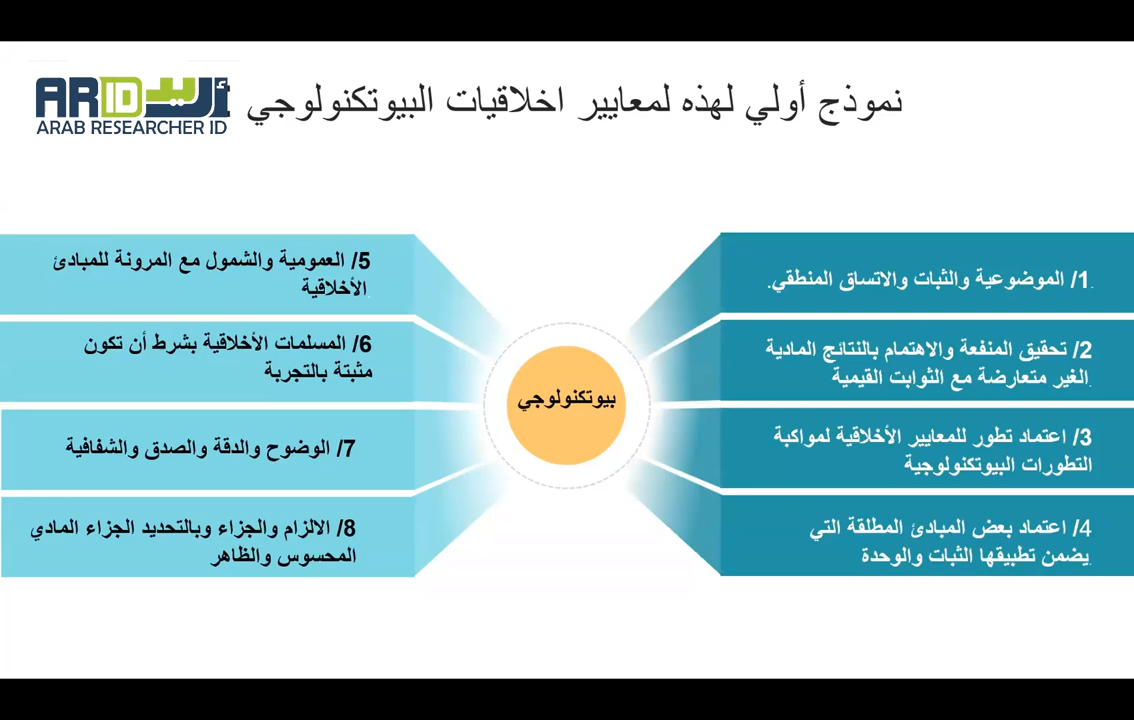 نموذج أولي لهذه لمعايير اخلاقيات البيوتكنولوجي
ARID أريد
ARAB RESEARCHER ID
1/ الموضوعية والثبات والاتساق المنطقي.
2/ تحقيق المنفعة والاهتمام بالنتائج المادية
الغير متعارضة مع الثوابت القيمية.
3/ اعتماد تطور للمعايير الأخلاقية لمواكبة
التطورات البيوتكنولوجية
4/ اعتماد بعض المبادئ المطلقة التي
يضمن تطبيقها الثبات والوحدة.
بيوتكنولوجي
5/ العمومية والشمول مع المرونة للمبادئ
الأخلاقية.
6/ المسلمات الأخلاقية بشرط أن تكون
مثبتة بالتجربة
7/ الوضوح والدقة والصدق والشفافية
8/ الالزام والجزاء وبالتحديد الجزاء المادي
المحسوس والظاهر